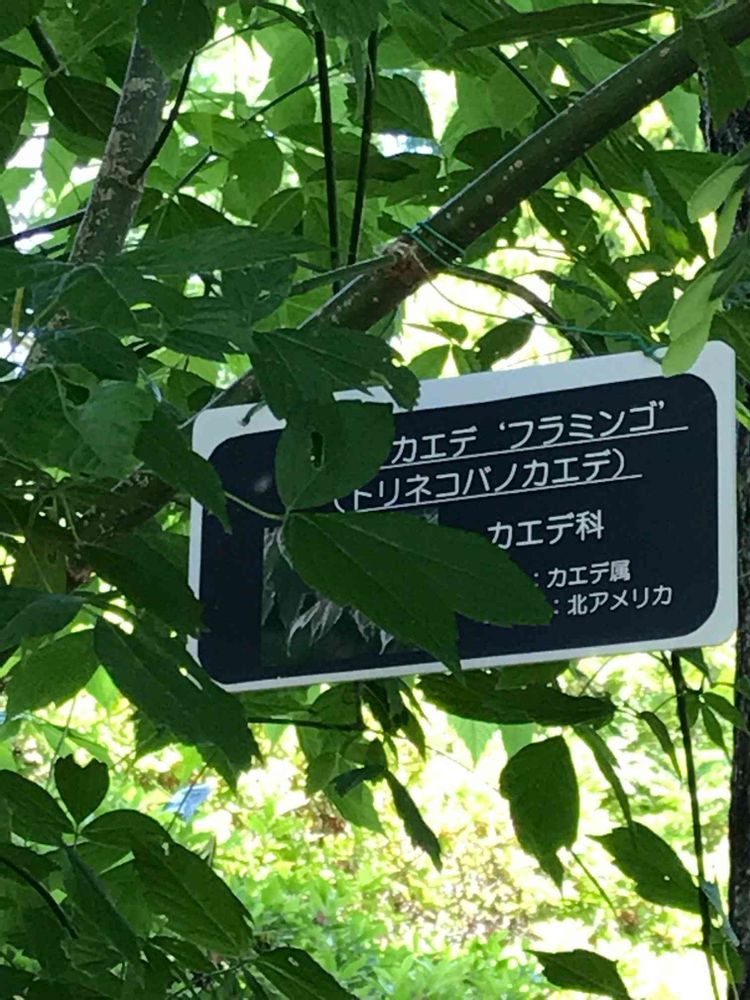 カエデ ‘フラミンゴ’
（トリネコバノカエデ）
カエデ科
：カエデ属
：北アメリカ